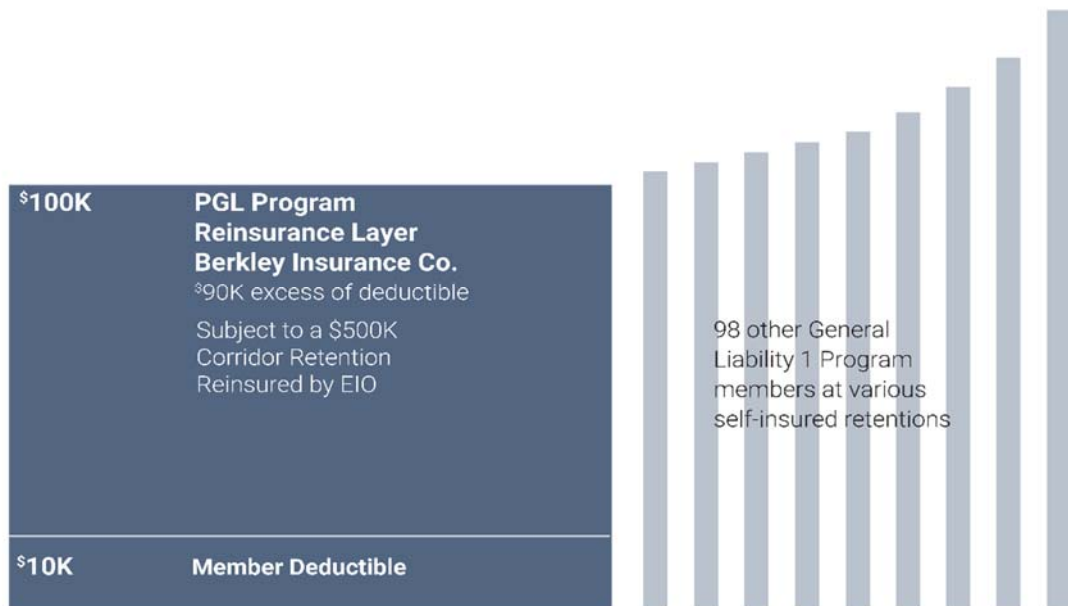 $100K
PGL Program
Reinsurance Layer
Berkley Insurance Co.
$90K excess of deductible
Subject to a $500K
Corridor Retention
Reinsured by EIO
98 other General
Liability 1 Program
members at various
self-insured retentions
$10K
Member Deductible